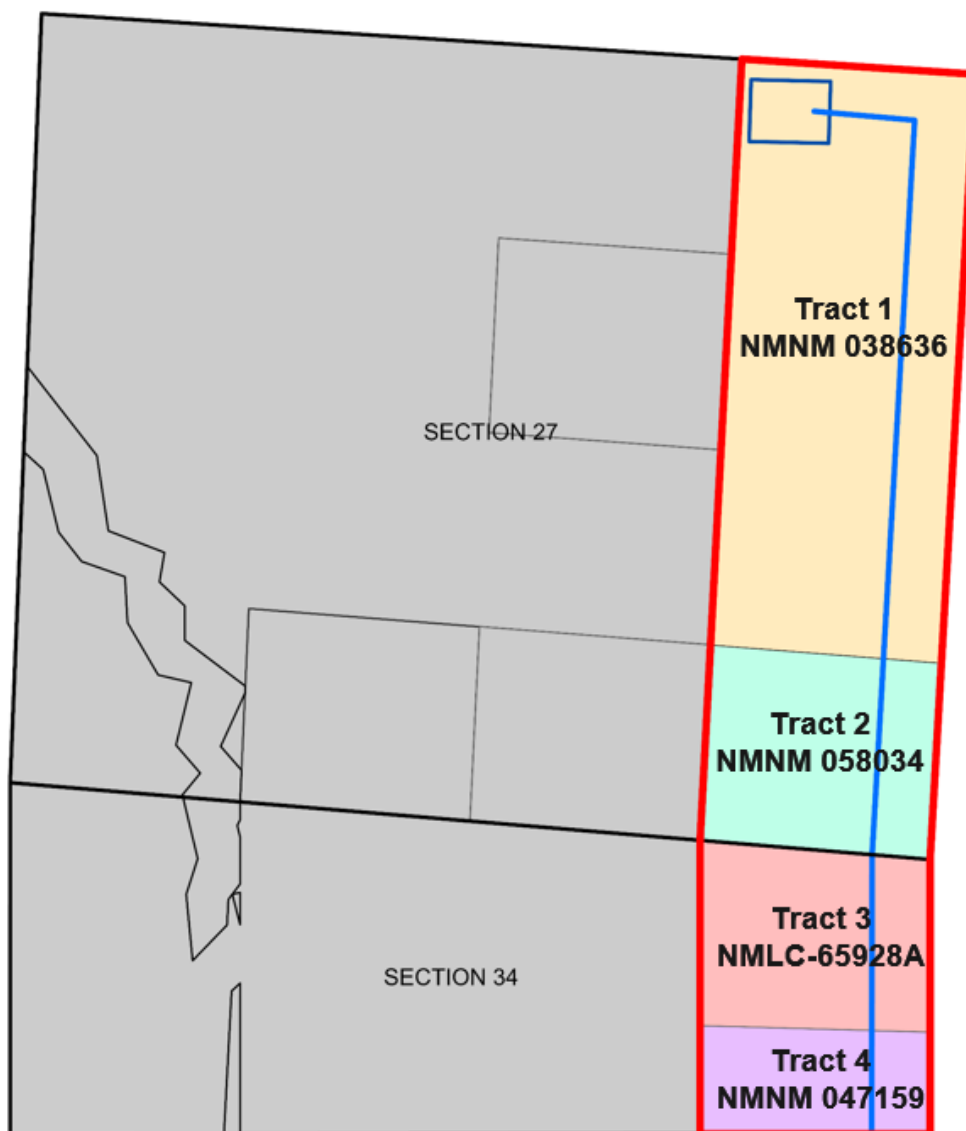 Tract 1
NMNM 038636
SECTION 27
Tract 2
NMNM 058034
Tract 3
NMLC-65928A
SECTION 34
Tract 4
NMNM 047159